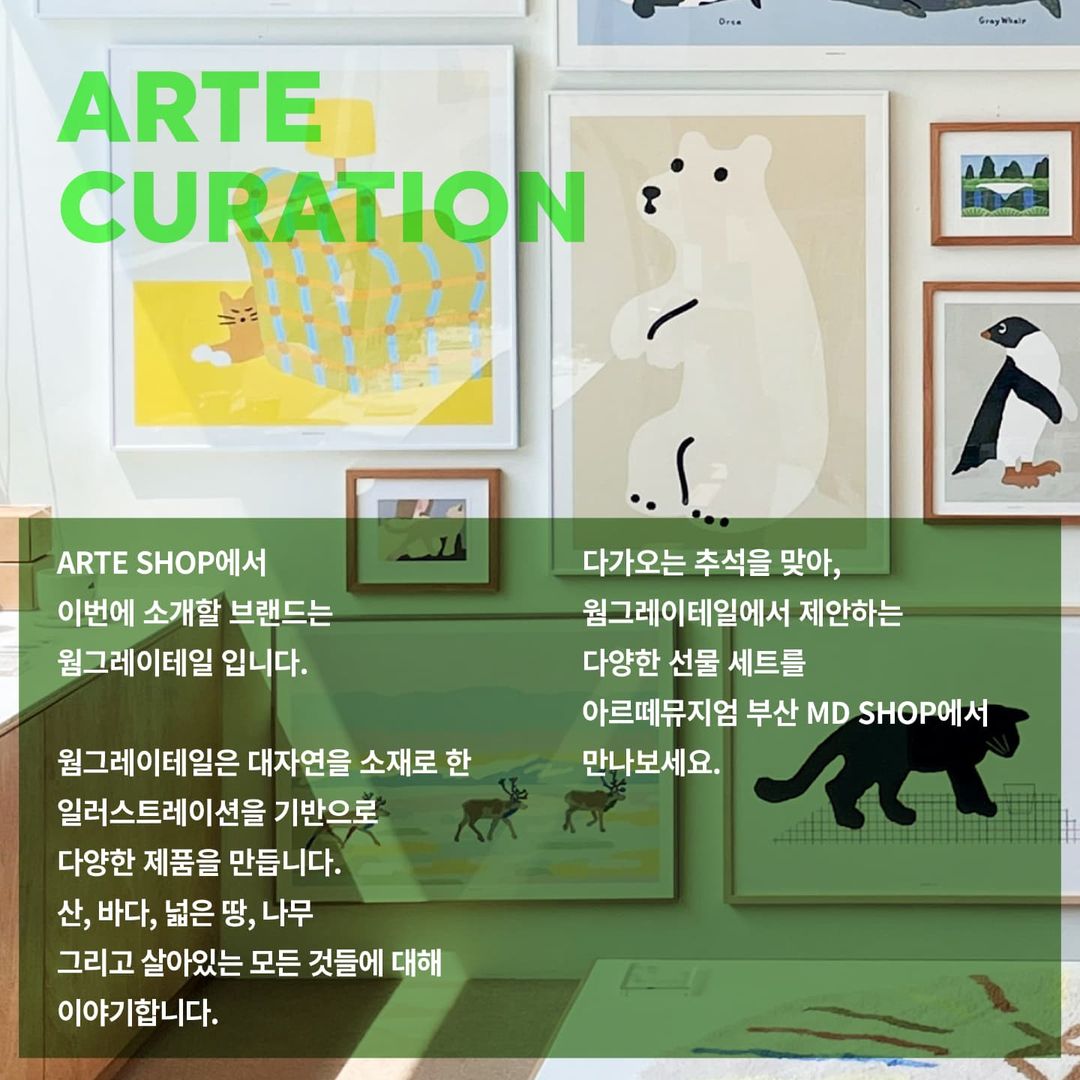 Orca
Gray Whale
ARTE
CURATION
ARTE SHOP에서
이번에 소개할 브랜드는
웜그레이테일 입니다.
웜그레이테일은 대자연을 소재로 한
일러스트레이션을 기반으로
다양한 제품을 만듭니다.
산, 바다, 넓은 땅, 나무
그리고 살아있는 모든 것들에 대해
이야기합니다.
다가오는 추석을 맞아,
웜그레이테일에서 제안하는
다양한 선물 세트를
아르떼뮤지엄 부산 MD SHOP에서
만나보세요.